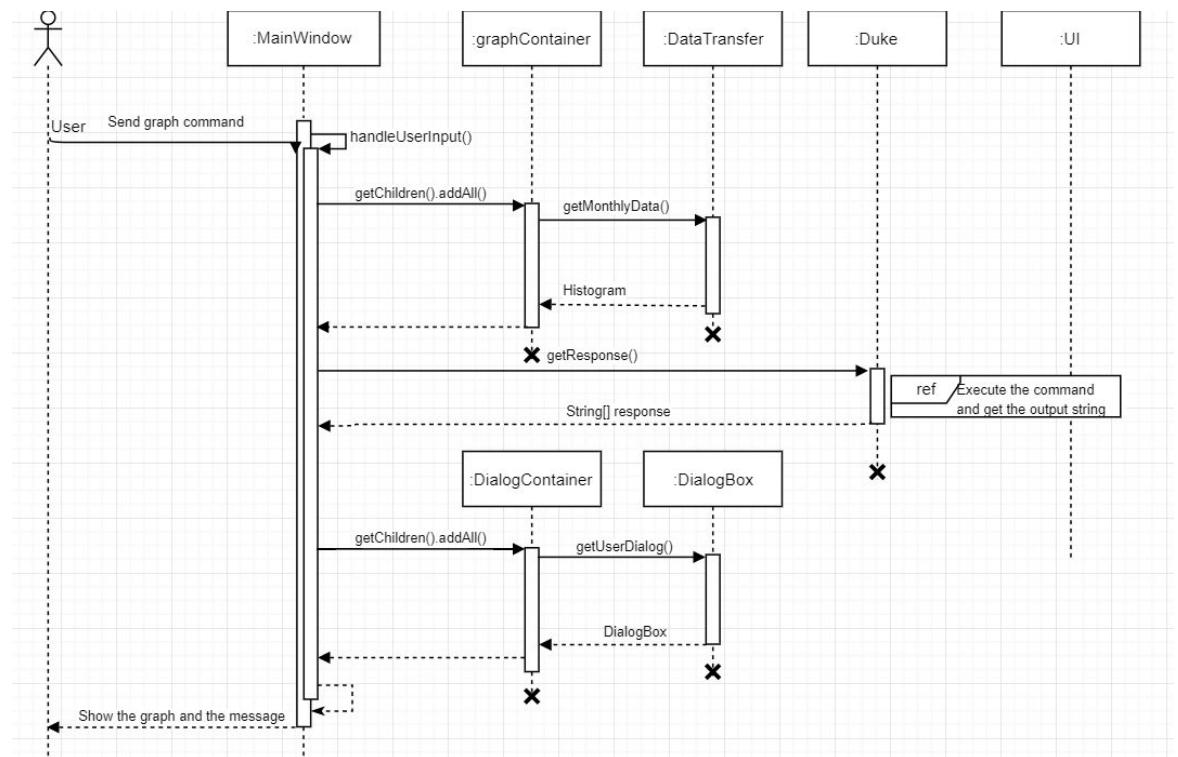 :MainWindow
:graphContainer
:DataTransfer
:Duke
:UI
User
Send graph command
handleUserInput()
getChildren().addAll()
getMonthlyData()
Histogram
getResponse()
ref
Execute the command
and get the output string
String[] response
:DialogContainer
:DialogBox
getChildren().addAll()
getUserDialog()
DialogBox
Show the graph and the message